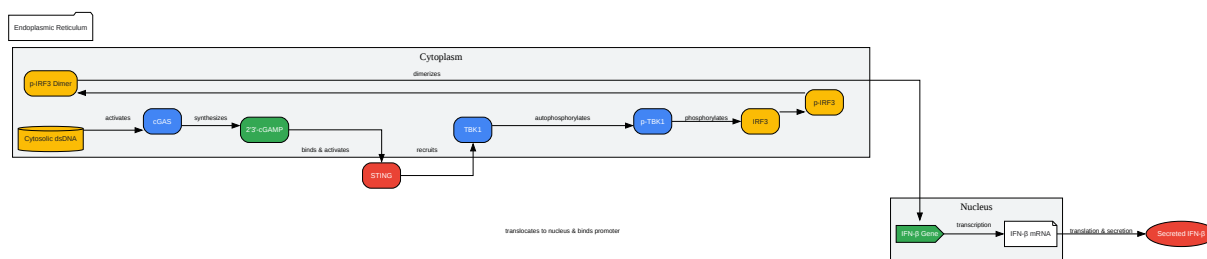 Endoplasmic Reticulum
Cytoplasm
dimerizes
p-IRF3 Dimer
p-IRF3
activates
cGAS
synthesizes
2'3'-cGAMP
TBK1
autophosphorylates
p-TBK1
phosphorylates
IRF3
Cytosolic dsDNA
binds & activates
recruits
STING
Nucleus
translocates to nucleus & binds promoter
IFN-β Gene
transcription
IFN-β mRNA
translation & secretion
Secreted IFN-β